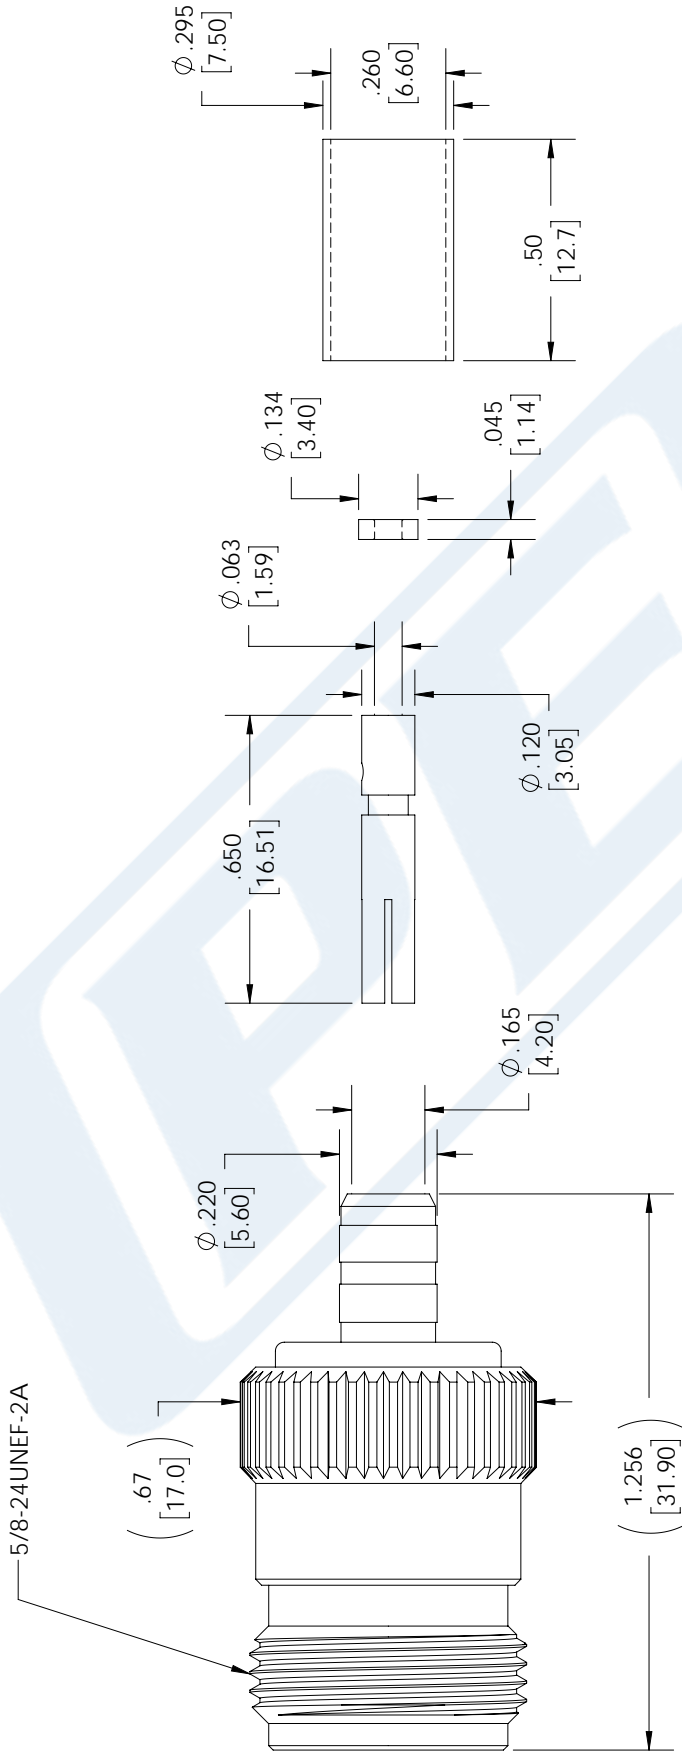 5/8-24UNEF-2A
.67
[17.0]
1.256
[31.90]
Ø.220
[5.60]
Ø.165
[4.20]
.650
[16.51]
Ø.120
[3.05]
Ø.063
[1.59]
Ø.134
[3.40]
.045
[1.14]
Ø.295
[7.50]
.260
[6.60]
.50
[12.7]
PE